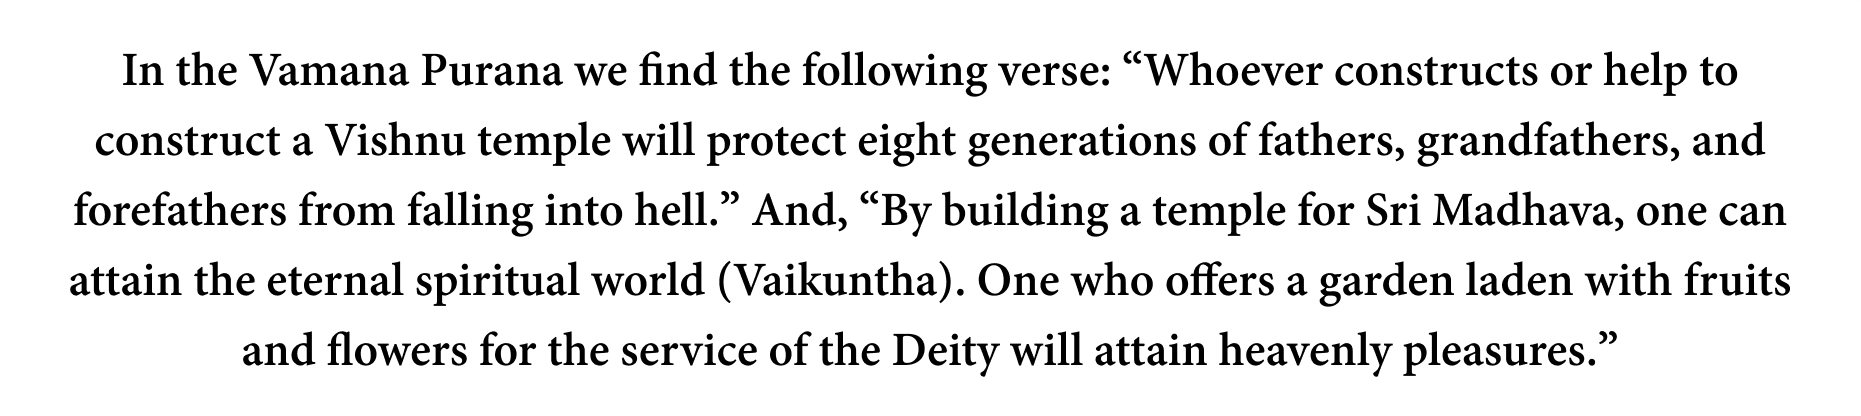 In the Vamana Purana we find the following verse: “Whoever constructs or help to
construct a Vishnu temple will protect eight generations of fathers, grandfathers, and
forefathers from falling into hell.” And, “By building a temple for Sri Madhava, one can
attain the eternal spiritual world (Vaikuntha). One who offers a garden laden with fruits
and flowers for the service of the Deity will attain heavenly pleasures.”